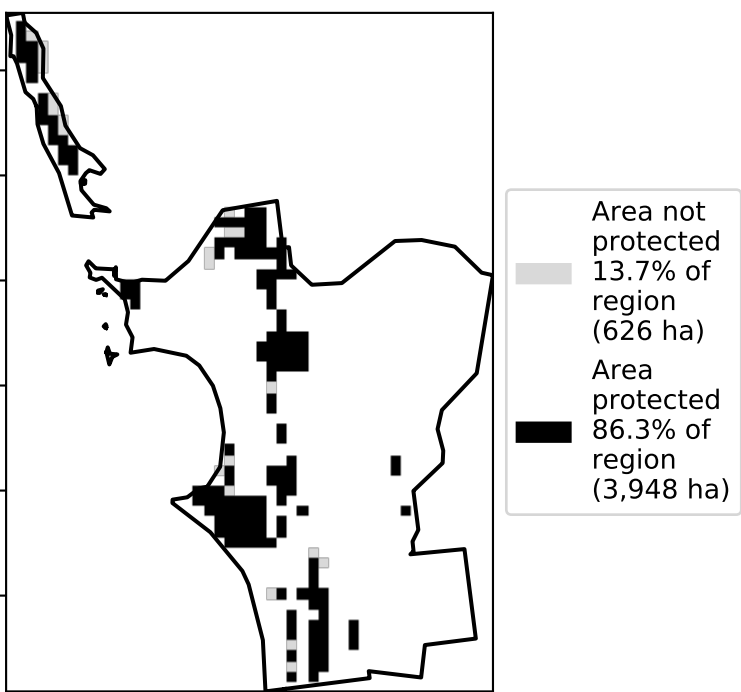 Area not
protected
13.7% of
region
(626 ha)
Area
protected
86.3% of
region
(3,948 ha)